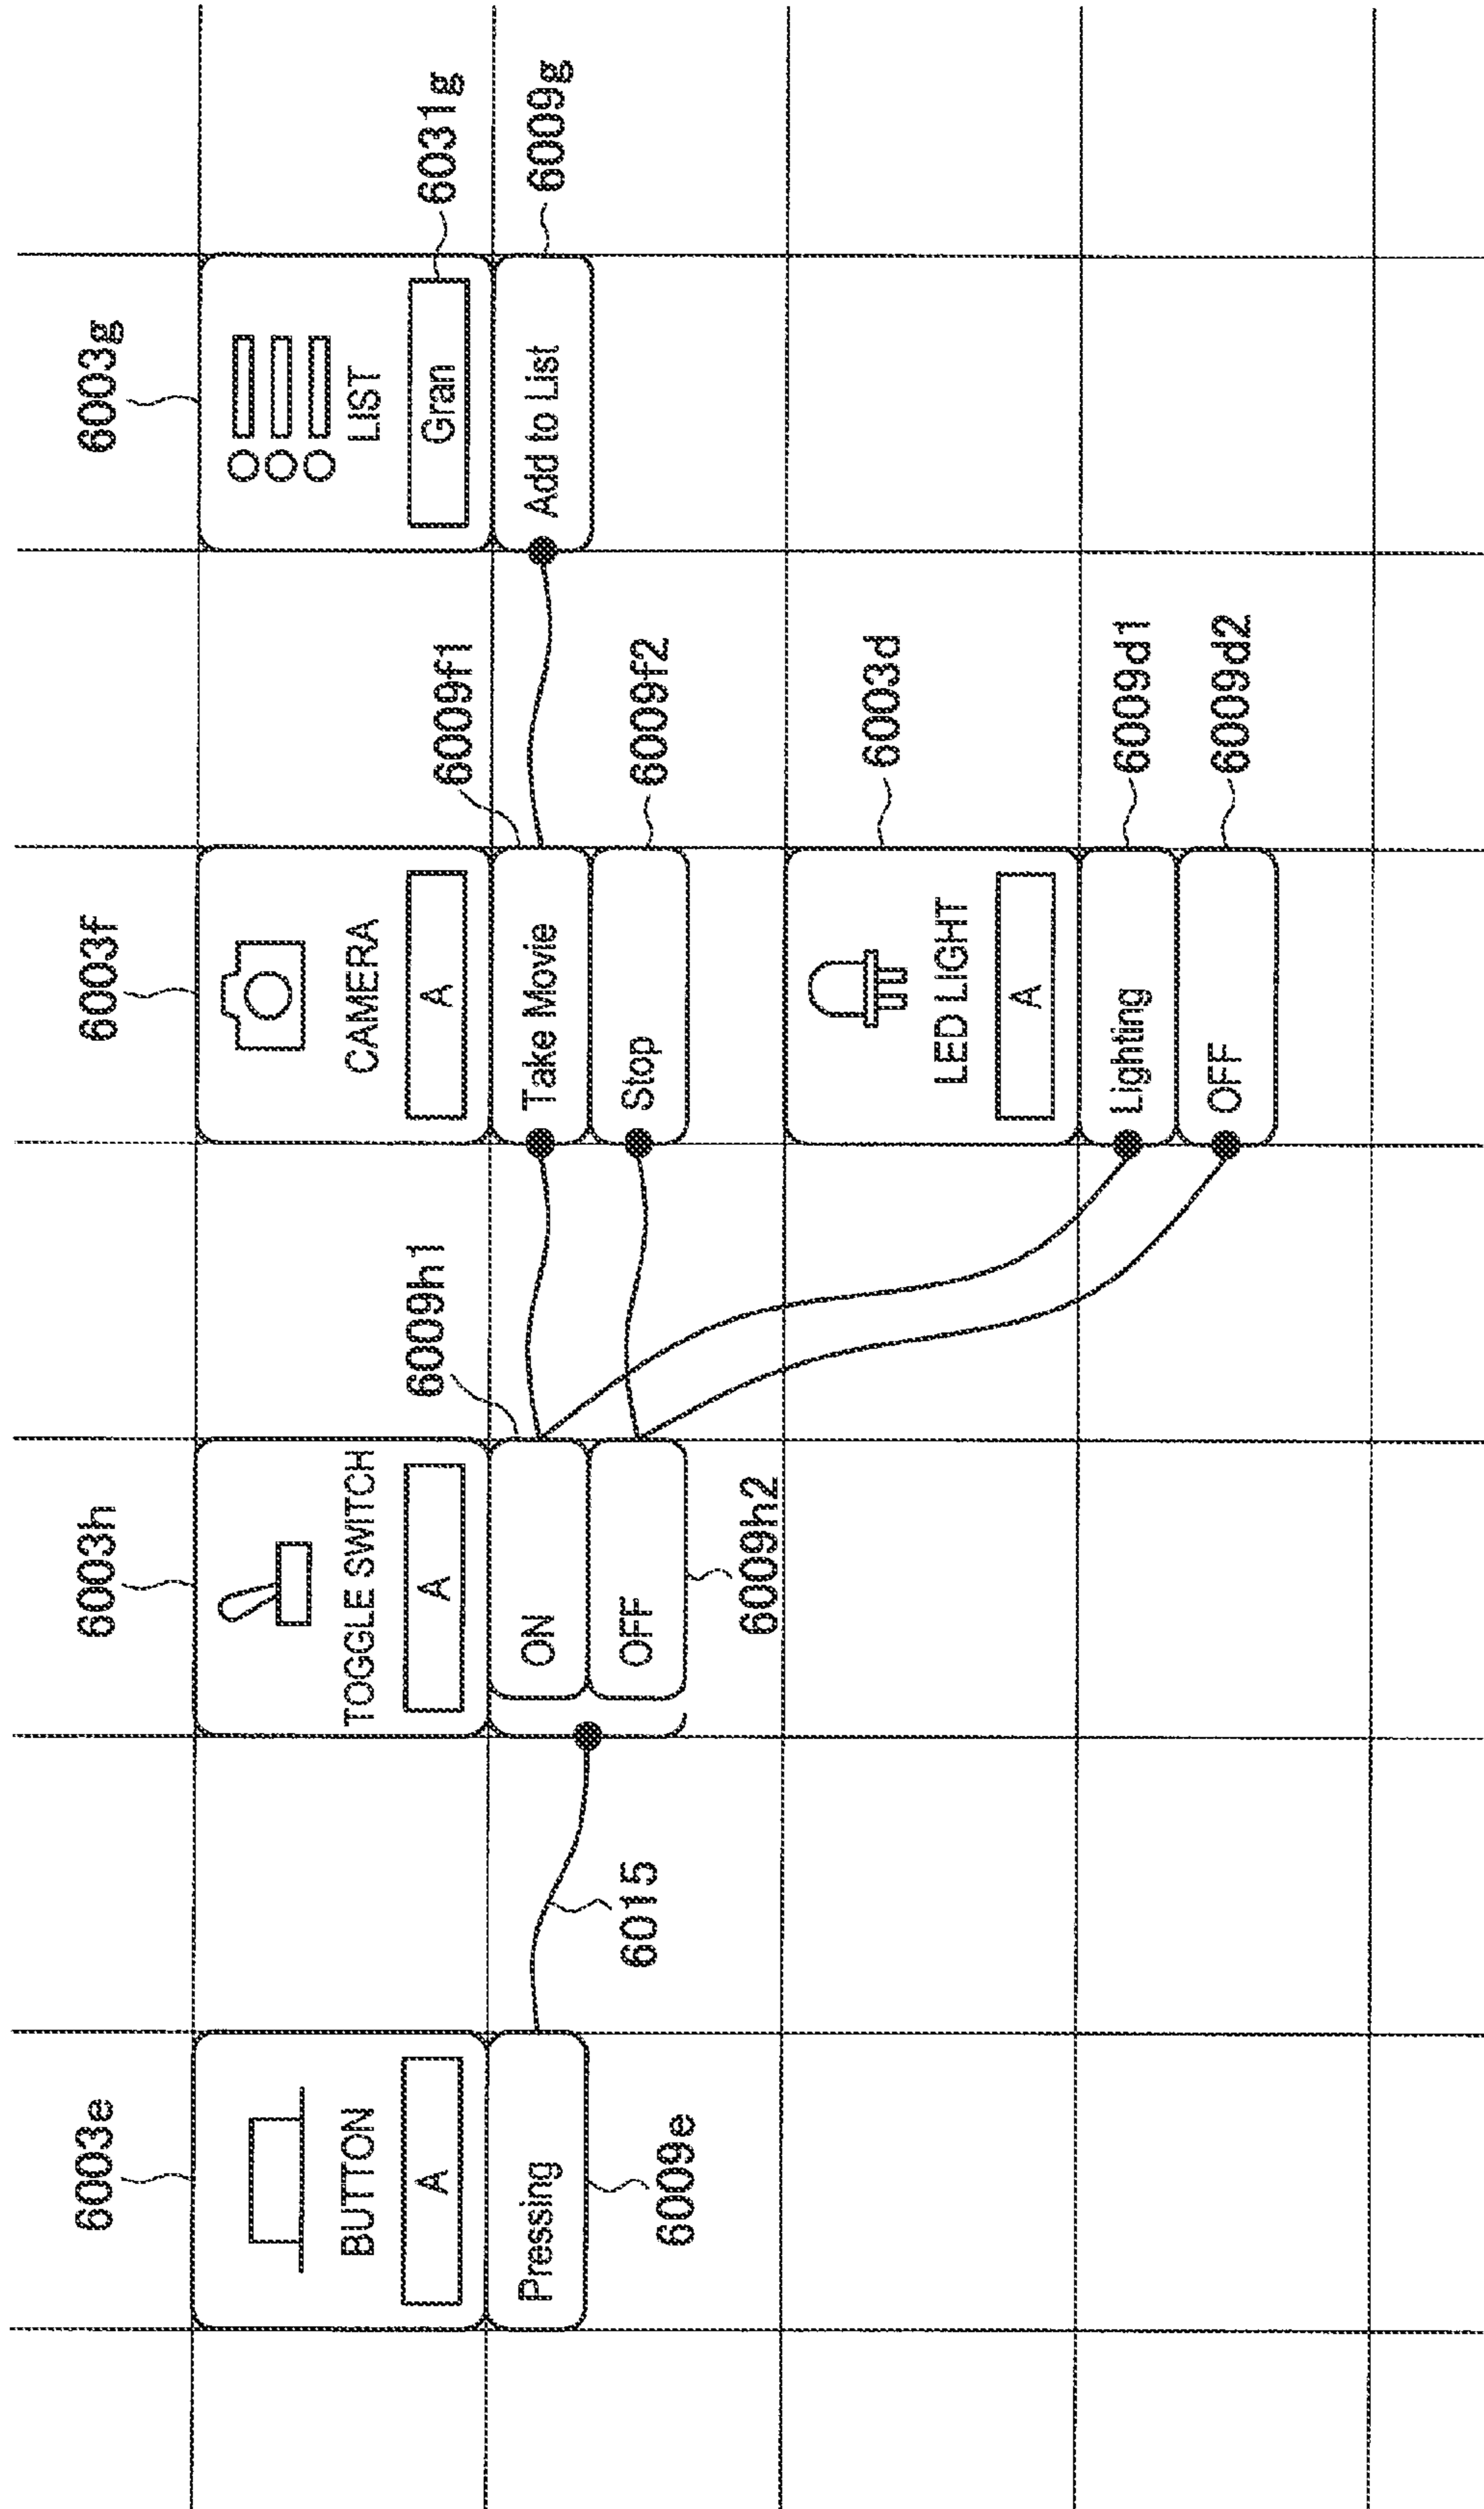 6003e
BUTTON
A
Pressing
6009e
6015
6003h
TOGGLE SWITCH
A
ON
OFF
6009h1
6009h2
6003f
CAMERA
A
Take Movie
Stop
6009f1
6009f2
6003d
LED LIGHT
A
Lighting
OFF
6009d1
6009d2
6003g
LIST
Gran
Add to List
6031g
6009g